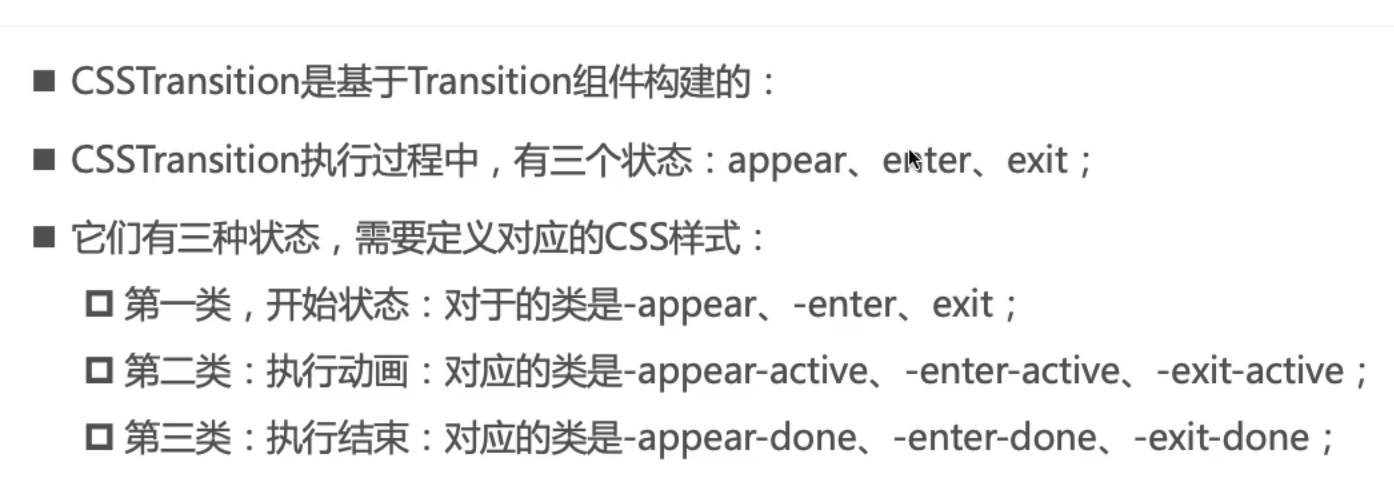 ■ CSSTransition是基于Transition组件构建的：
■ CSSTransition执行过程中，有三个状态：appear、enter、exit；
■ 它们有三种状态，需要定义对应的CSS样式：
第一类，开始状态：对于的类是-appear、-enter、exit；
第二类：执行动画：对应的类是-appear-active、-enter-active、-exit-active；
第三类：执行结束：对应的类是-appear-done、-enter-done、-exit-done；